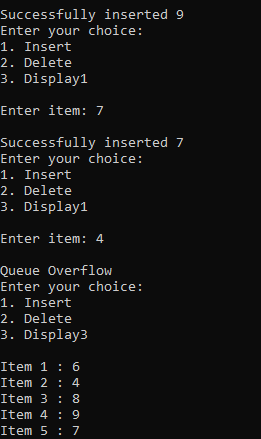 Successfully inserted 9
Enter your choice:
1. Insert
2. Delete
3. Display1
Enter item: 7
Successfully inserted 7
Enter your choice:
1. Insert
2. Delete
3. Display1
Enter item: 4
Queue Overflow
Enter your choice:
1. Insert
2. Delete
3. Display3
Item 1 : 6
Item 2 : 4
Item 3 : 8
Item 4 : 9
Item 5 : 7